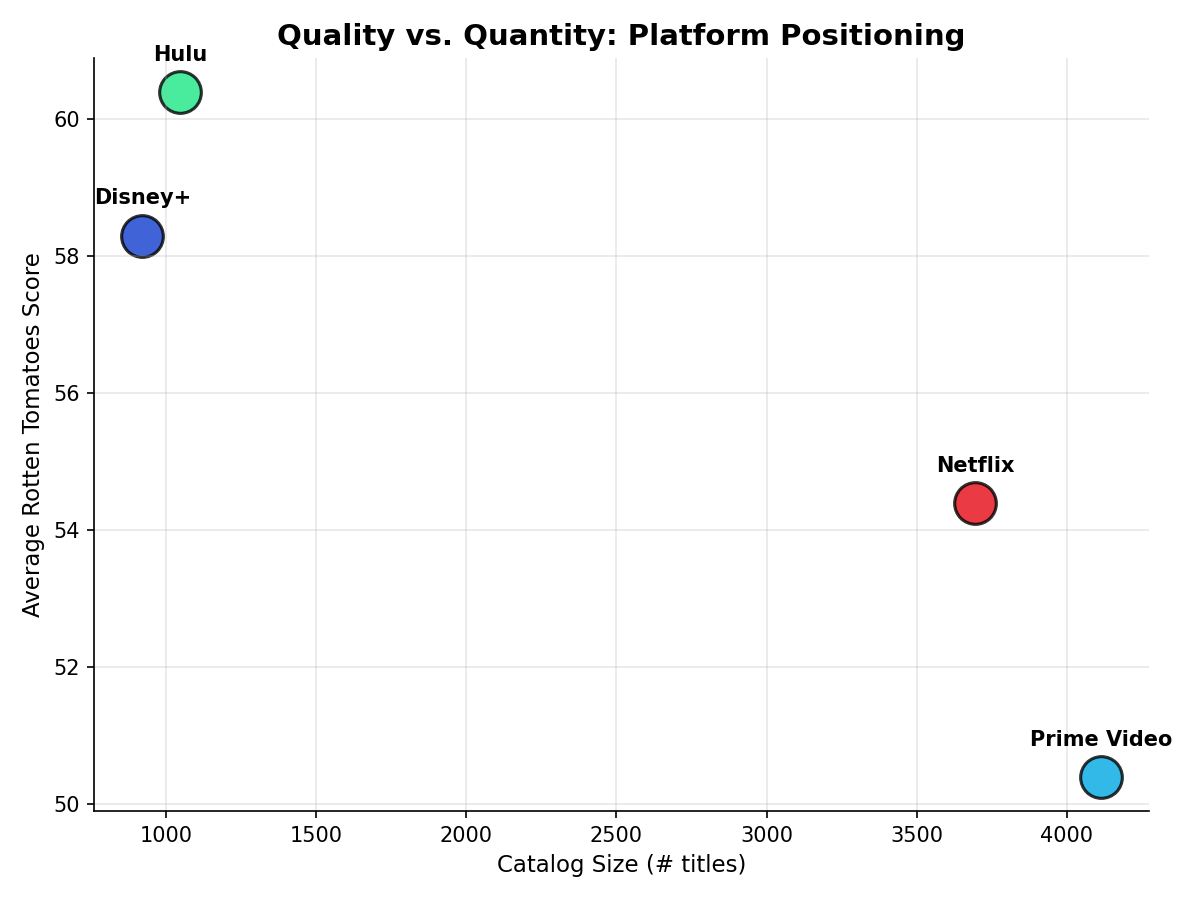 Quality vs. Quantity: Platform Positioning
Hulu
Disney+
Netflix
Prime Video
Average Rotten Tomatoes Score
60
58
56
54
52
50
1000 1500 2000 2500 3000 3500 4000
Catalog Size (# titles)